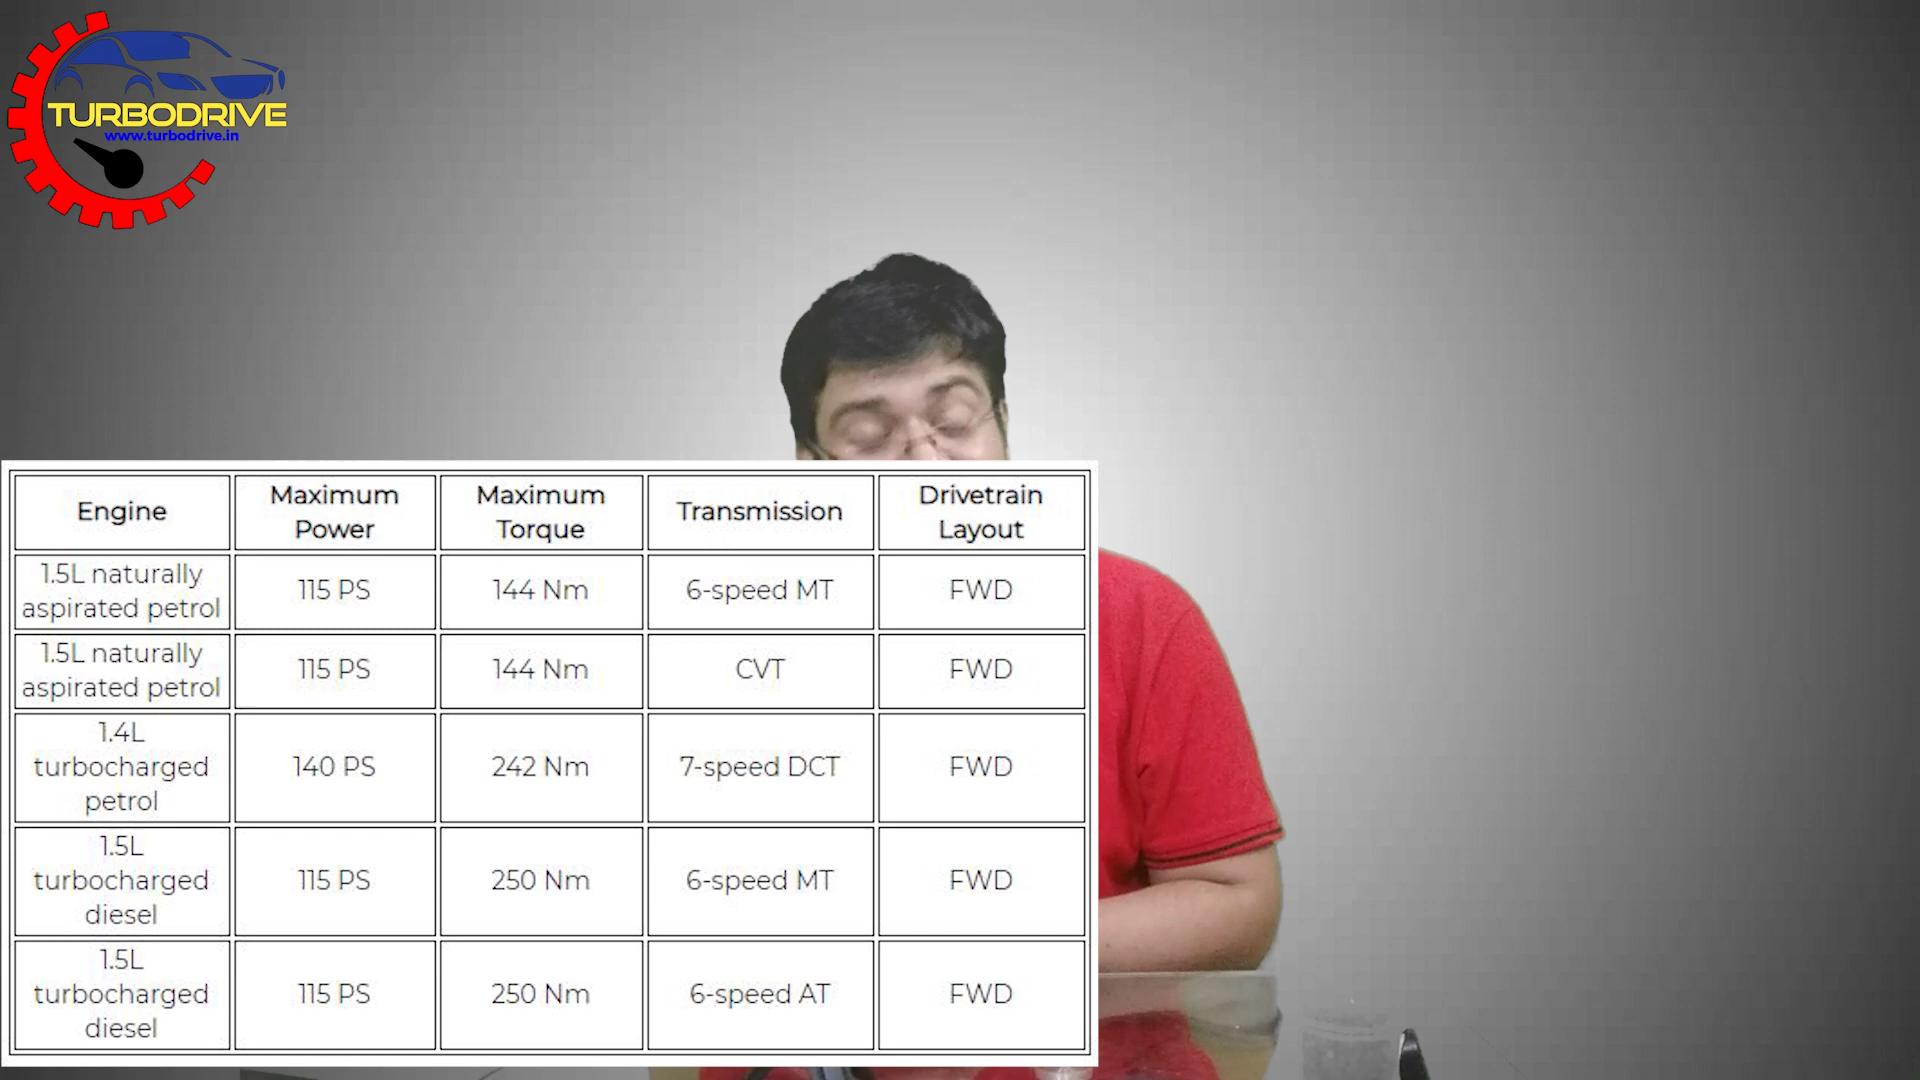 TURBODRIVE
www.turbodrive.in
Engine
Maximum
Power
Maximum
Torque
Transmission
Drivetrain
Layout
1.5L naturally
aspirated petrol
115 PS
144 Nm
6-speed MT
FWD
1.5L naturally
aspirated petrol
115 PS
144 Nm
CVT
FWD
1.4L
turbocharged
petrol
140 PS
242 Nm
7-speed DCT
FWD
1.5L
turbocharged
diesel
115 PS
250 Nm
6-speed MT
FWD
1.5L
turbocharged
diesel
115 PS
250 Nm
6-speed AT
FWD